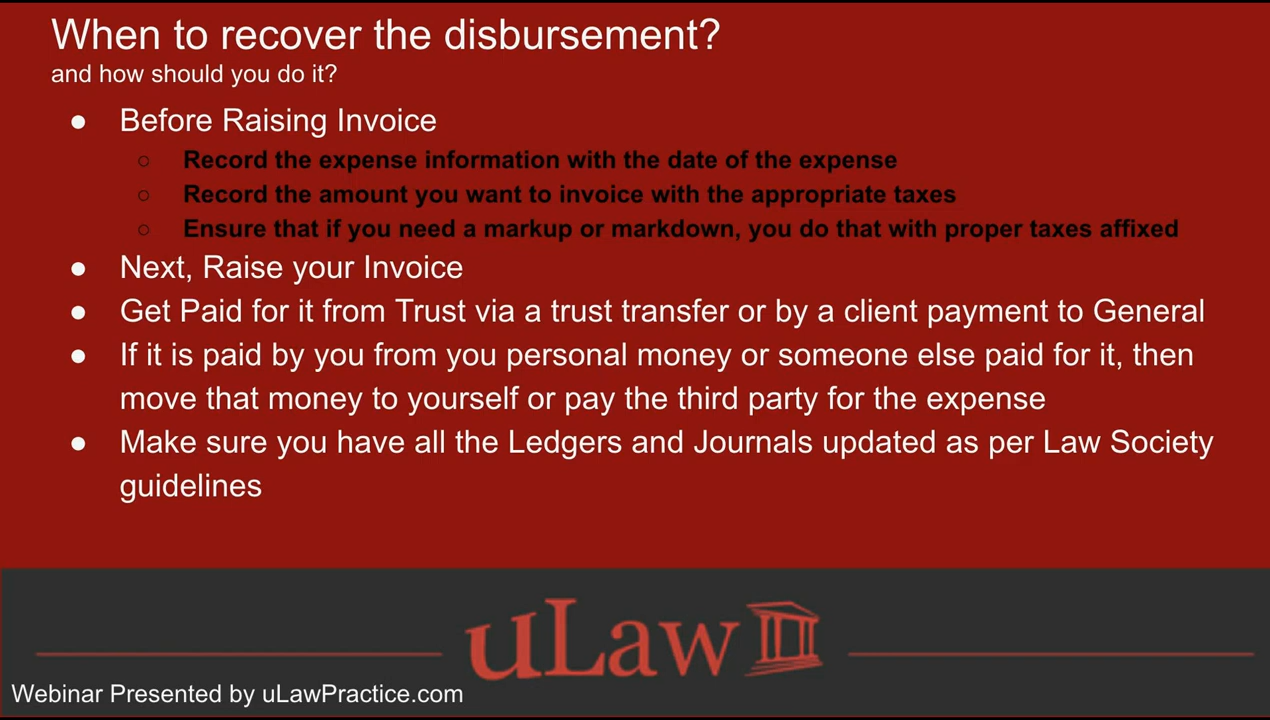 When to recover the disbursement?
and how should you do it?
● Before Raising Invoice
○ Record the expense information with the date of the expense
○ Record the amount you want to invoice with the appropriate taxes
○ Ensure that if you need a markup or markdown, you do that with proper taxes affixed
● Next, Raise your Invoice
● Get Paid for it from Trust via a trust transfer or by a client payment to General
● If it is paid by you from you personal money or someone else paid for it, then
move that money to yourself or pay the third party for the expense
● Make sure you have all the Ledgers and Journals updated as per Law Society
guidelines
uLaw
Webinar Presented by uLawPractice.com